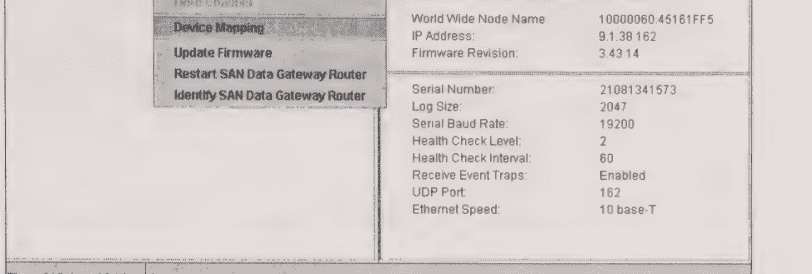 Device Mapping
Update Firmware
Restart SAN Data Gateway Router
Identify SAN Data Gateway Router
World Wide Node Name 10000060.45161FF5
IP Address: 9.1.38.162
Firmware Revision: 3.43.14
Serial Number: 21081341573
Log Size: 2047
Serial Baud Rate: 19200
Health Check Level: 2
Health Check Interval: 60
Receive Event Traps: Enabled
UDP Port: 162
Ethernet Speed: 10 base-T